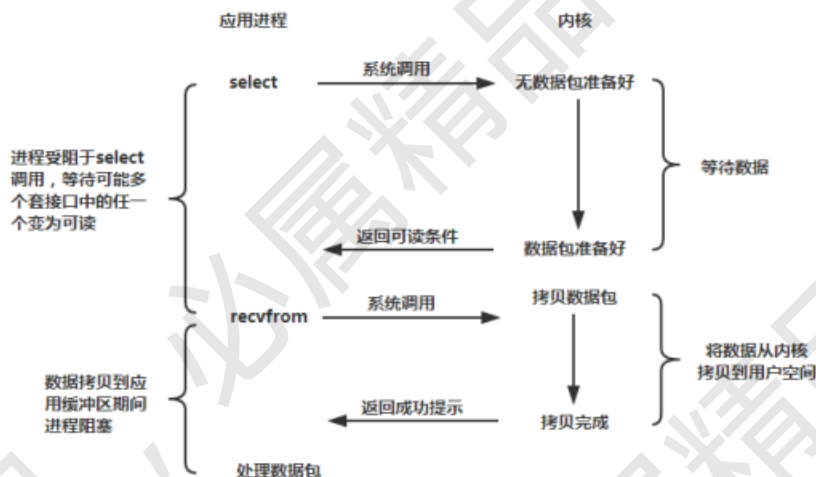 应用进程
内核
select
系统调用
无数据包准备好
进程受阻于select
调用，等待可能多
个套接口中的任一
个变为可读
等待数据
返回可读条件
数据包准备好
recvfrom
系统调用
拷贝数据包
将数据从内核
拷贝到用户空间
数据拷贝到应
用缓冲区期间
进程阻塞
返回成功提示
拷贝完成
处理数据包
必属精品